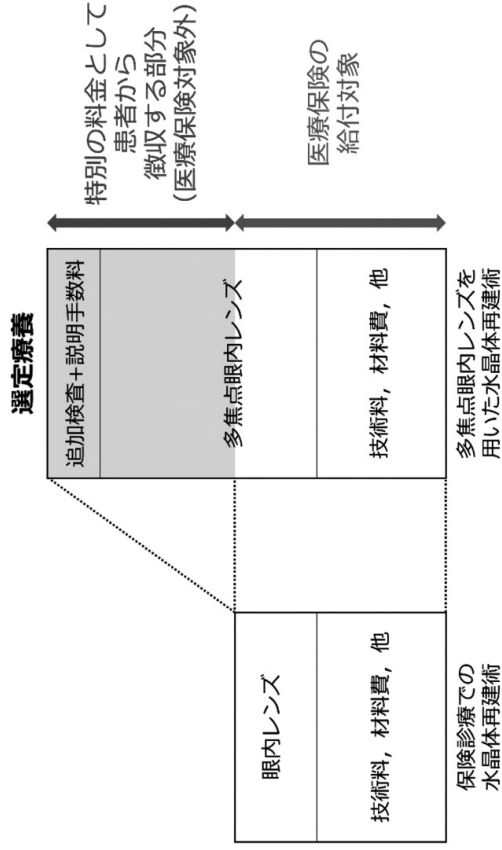 選定療養
追加検査+説明手数料
多焦点眼内レンズ
技術料，材料費，他
多焦点眼内レンズを
用いた水晶体再建術
特別の料金として
患者から
徴収する部分
(医療保険対象外)
医療保険の
給付対象
眼内レンズ
技術料，材料費，他
保険診療での
水晶体再建術